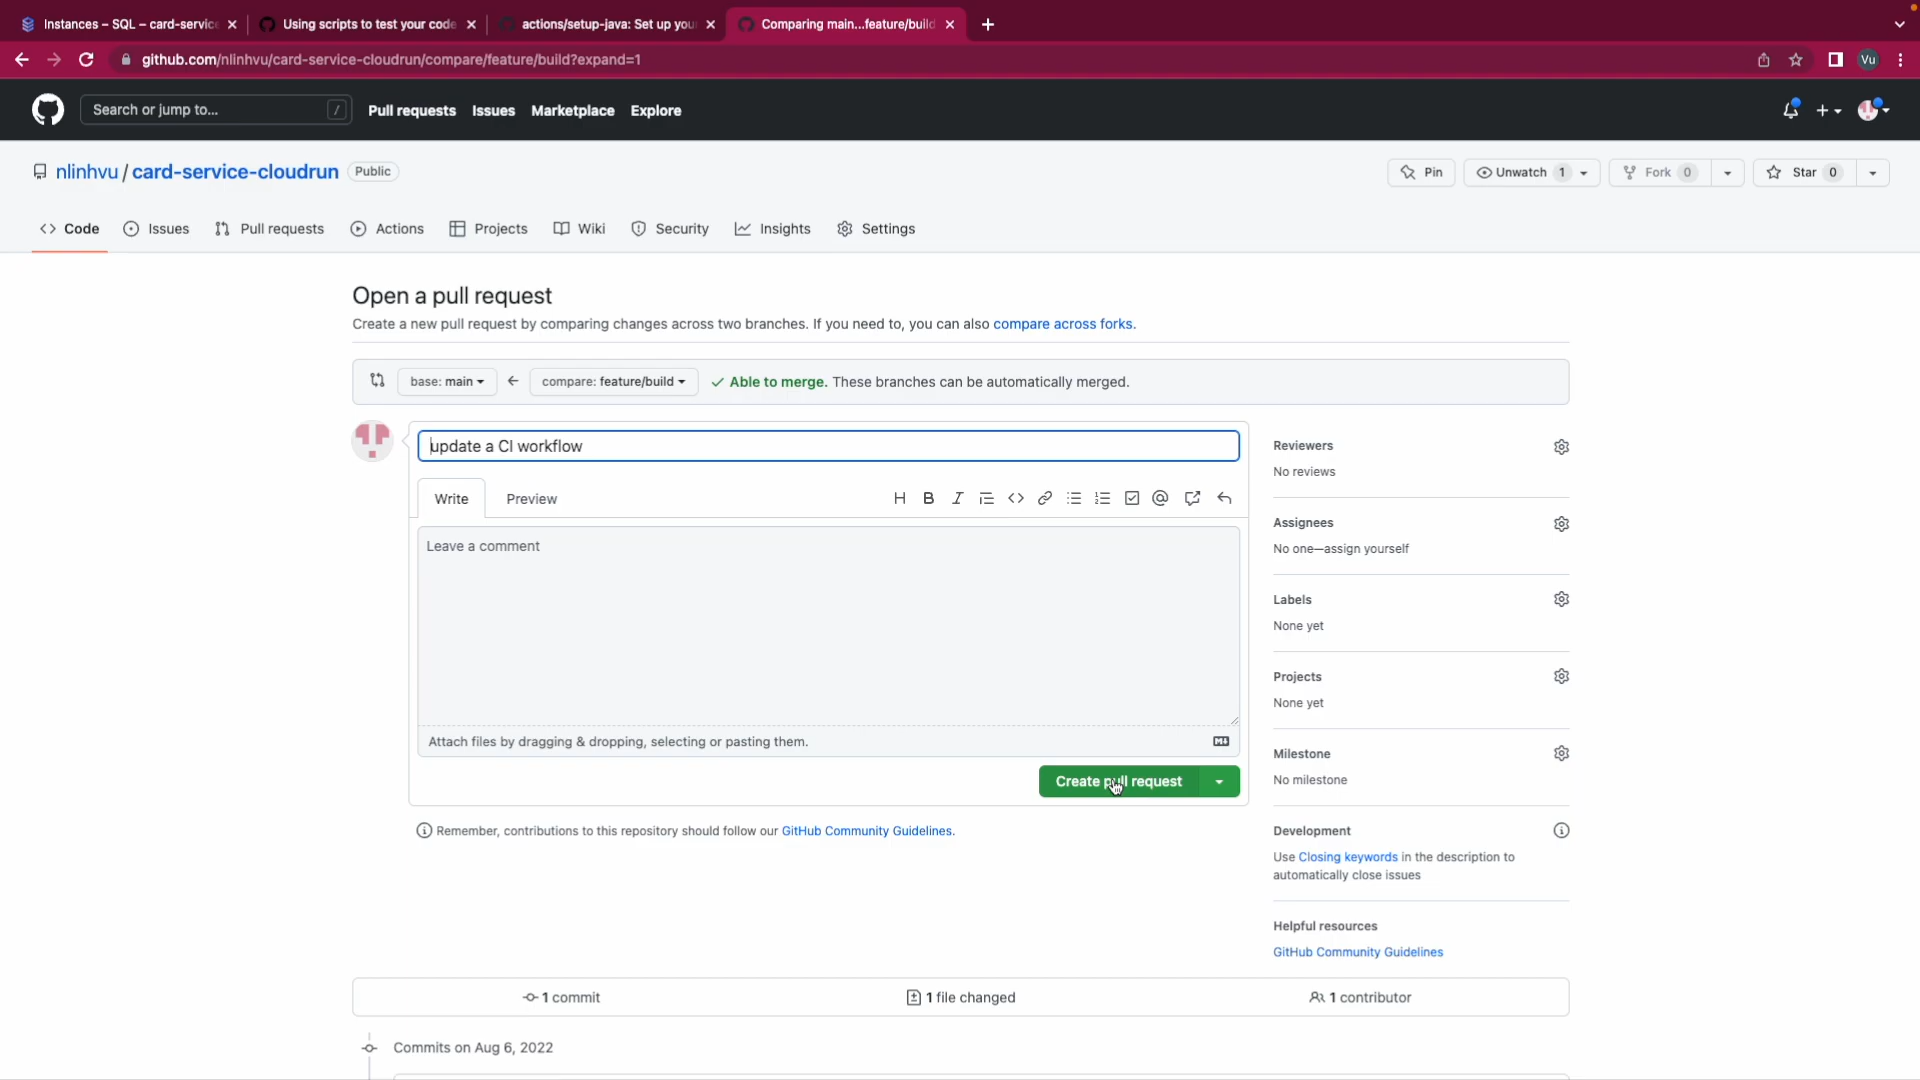 Instances – SQL – card-service
Using scripts to test your code
actions/setup-java: Set up you
Comparing main...feature/build
github.com/nlinhvu/card-service-cloudrun/compare/feature/build?expand=1
Vu
Search or jump to...
/
Pull requests
Issues
Marketplace
Explore
nlinhvu / card-service-cloudrun
Public
Pin
Unwatch 1
Fork 0
Star 0
Code
Issues
Pull requests
Actions
Projects
Wiki
Security
Insights
Settings
Open a pull request
Create a new pull request by comparing changes across two branches. If you need to, you can also compare across forks.
base: main
compare: feature/build
Able to merge. These branches can be automatically merged.
update a CI workflow
Write
Preview
Leave a comment
Attach files by dragging & dropping, selecting or pasting them.
Create pull request
Remember, contributions to this repository should follow our GitHub Community Guidelines.
Reviewers
No reviews
Assignees
No one—assign yourself
Labels
None yet
Projects
None yet
Milestone
No milestone
Development
Use Closing keywords in the description to
automatically close issues
Helpful resources
GitHub Community Guidelines
1 commit
1 file changed
1 contributor
Commits on Aug 6, 2022